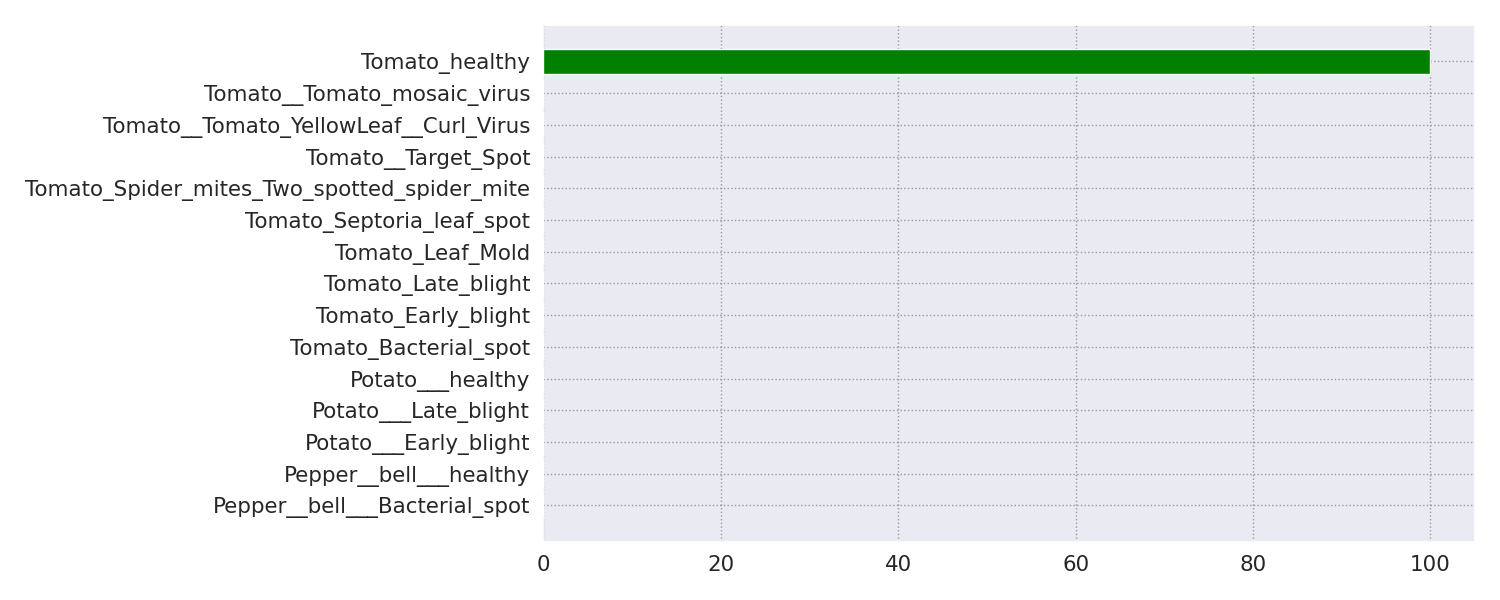 Tomato_healthy
Tomato__Tomato_mosaic_virus
Tomato__Tomato_YellowLeaf__Curl_Virus
Tomato__Target_Spot
Tomato_Spider_mites_Two_spotted_spider_mite
Tomato_Septoria_leaf_spot
Tomato_Leaf_Mold
Tomato_Late_blight
Tomato_Early_blight
Tomato_Bacterial_spot
Potato___healthy
Potato___Late_blight
Potato___Early_blight
Pepper__bell___healthy
Pepper__bell___Bacterial_spot
0 20 40 60 80 100